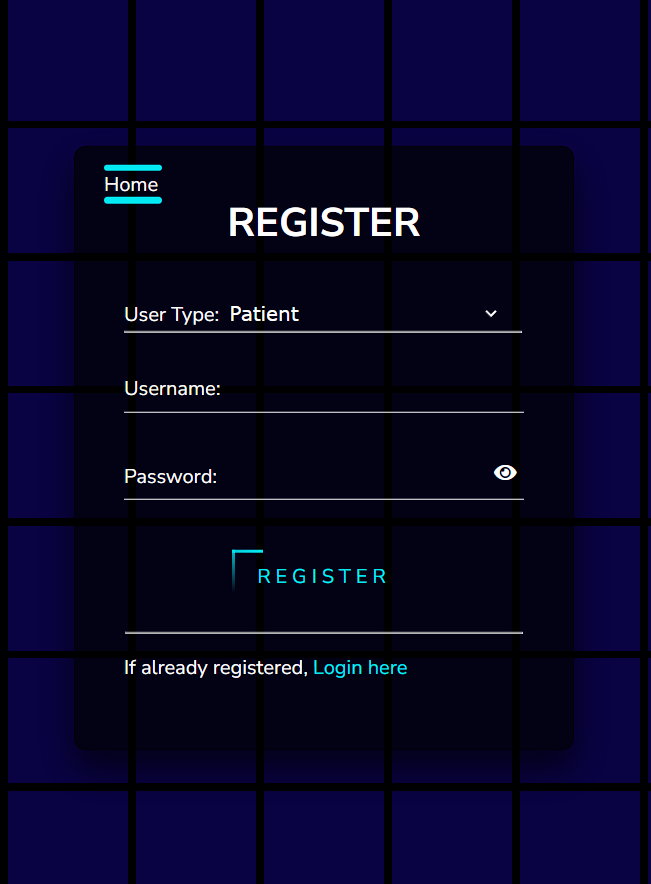 Home
REGISTER
User Type: Patient
Username:
Password:
REGISTER
If already registered, Login here